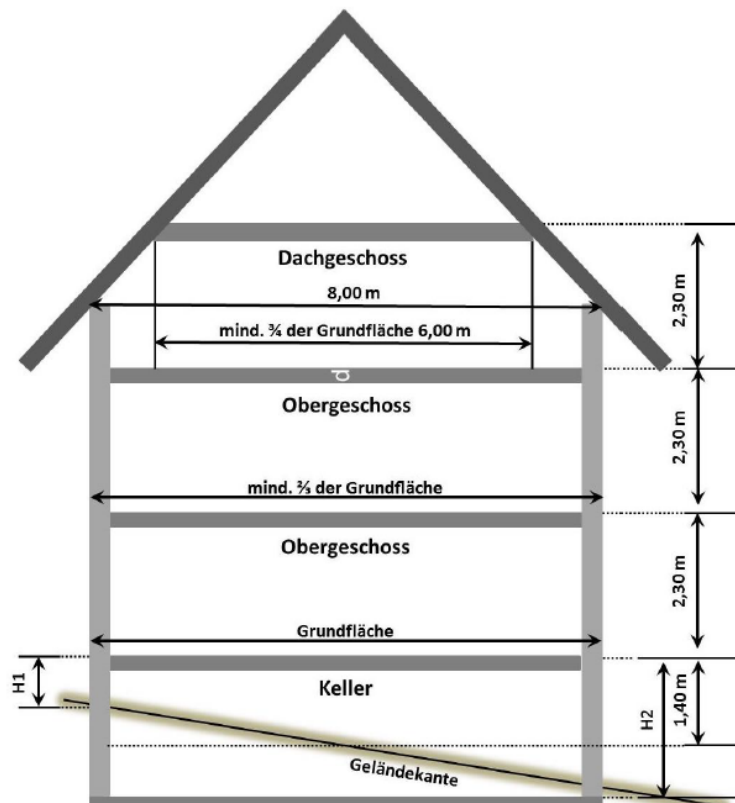 Dachgeschoss
8,00 m
mind. ¾ der Grundfläche 6,00 m
2,30 m
d
Obergeschoss
2,30 m
mind. ⅔ der Grundfläche
Obergeschoss
2,30 m
Grundfläche
H1
Keller
H2
1,40 m
Geländekante